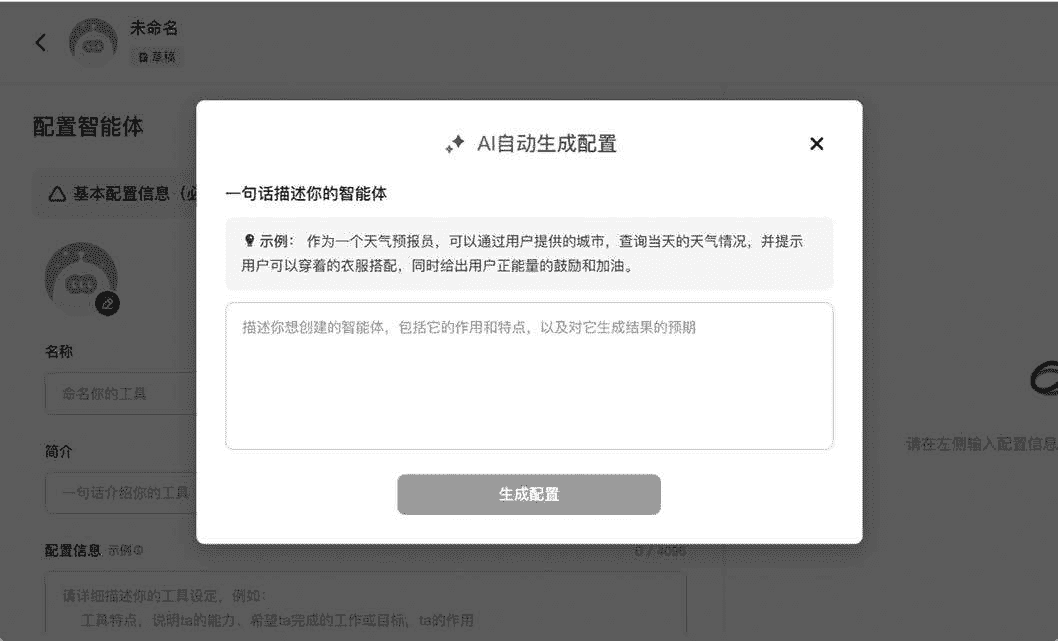 未命名
草稿
配置智能体
基本配置信息（必
AI自动生成配置
一句话描述你的智能体
示例： 作为一个天气预报员，可以通过用户提供的城市，查询当天的天气情况，并提示
用户可以穿着的衣服搭配，同时给出用户正能量的鼓励和加油。
描述你想创建的智能体，包括它的作用和特点，以及对它生成结果的预期
生成配置
名称
命名你的工具
简介
一句话介绍你的工具
配置信息 示例
0 / 4096
请详细描述你的工具设定，例如：
工具特点，说明ta的能力、希望ta完成的工作或目标，ta的作用
请在左侧输入配置信息